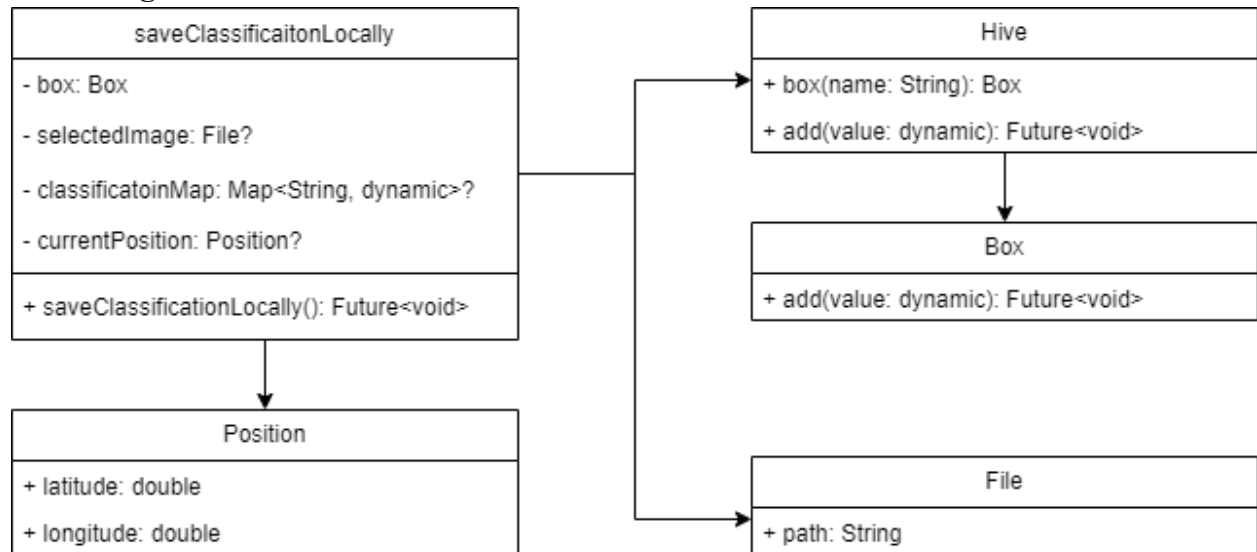 saveClassificaitonLocally
- box: Box
- selectedImage: File?
- classificatoinMap: Map<String, dynamic>?
- currentPosition: Position?
+ saveClassificationLocally(): Future<void>
Position
+ latitude: double
+ longitude: double
Hive
+ box(name: String): Box
+ add(value: dynamic): Future<void>
Box
+ add(value: dynamic): Future<void>
File
+ path: String